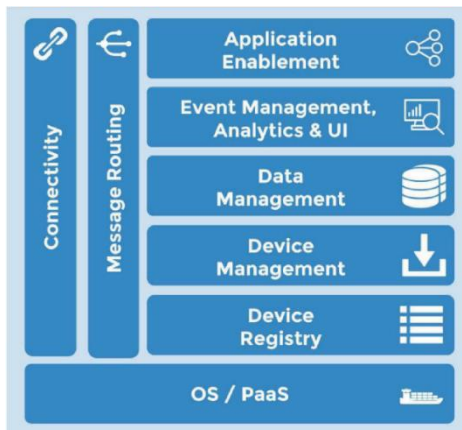 Connectivity
Message Routing
Application
Enablement
Event Management,
Analytics & UI
Data
Management
Device
Management
Device
Registry
OS / PaaS